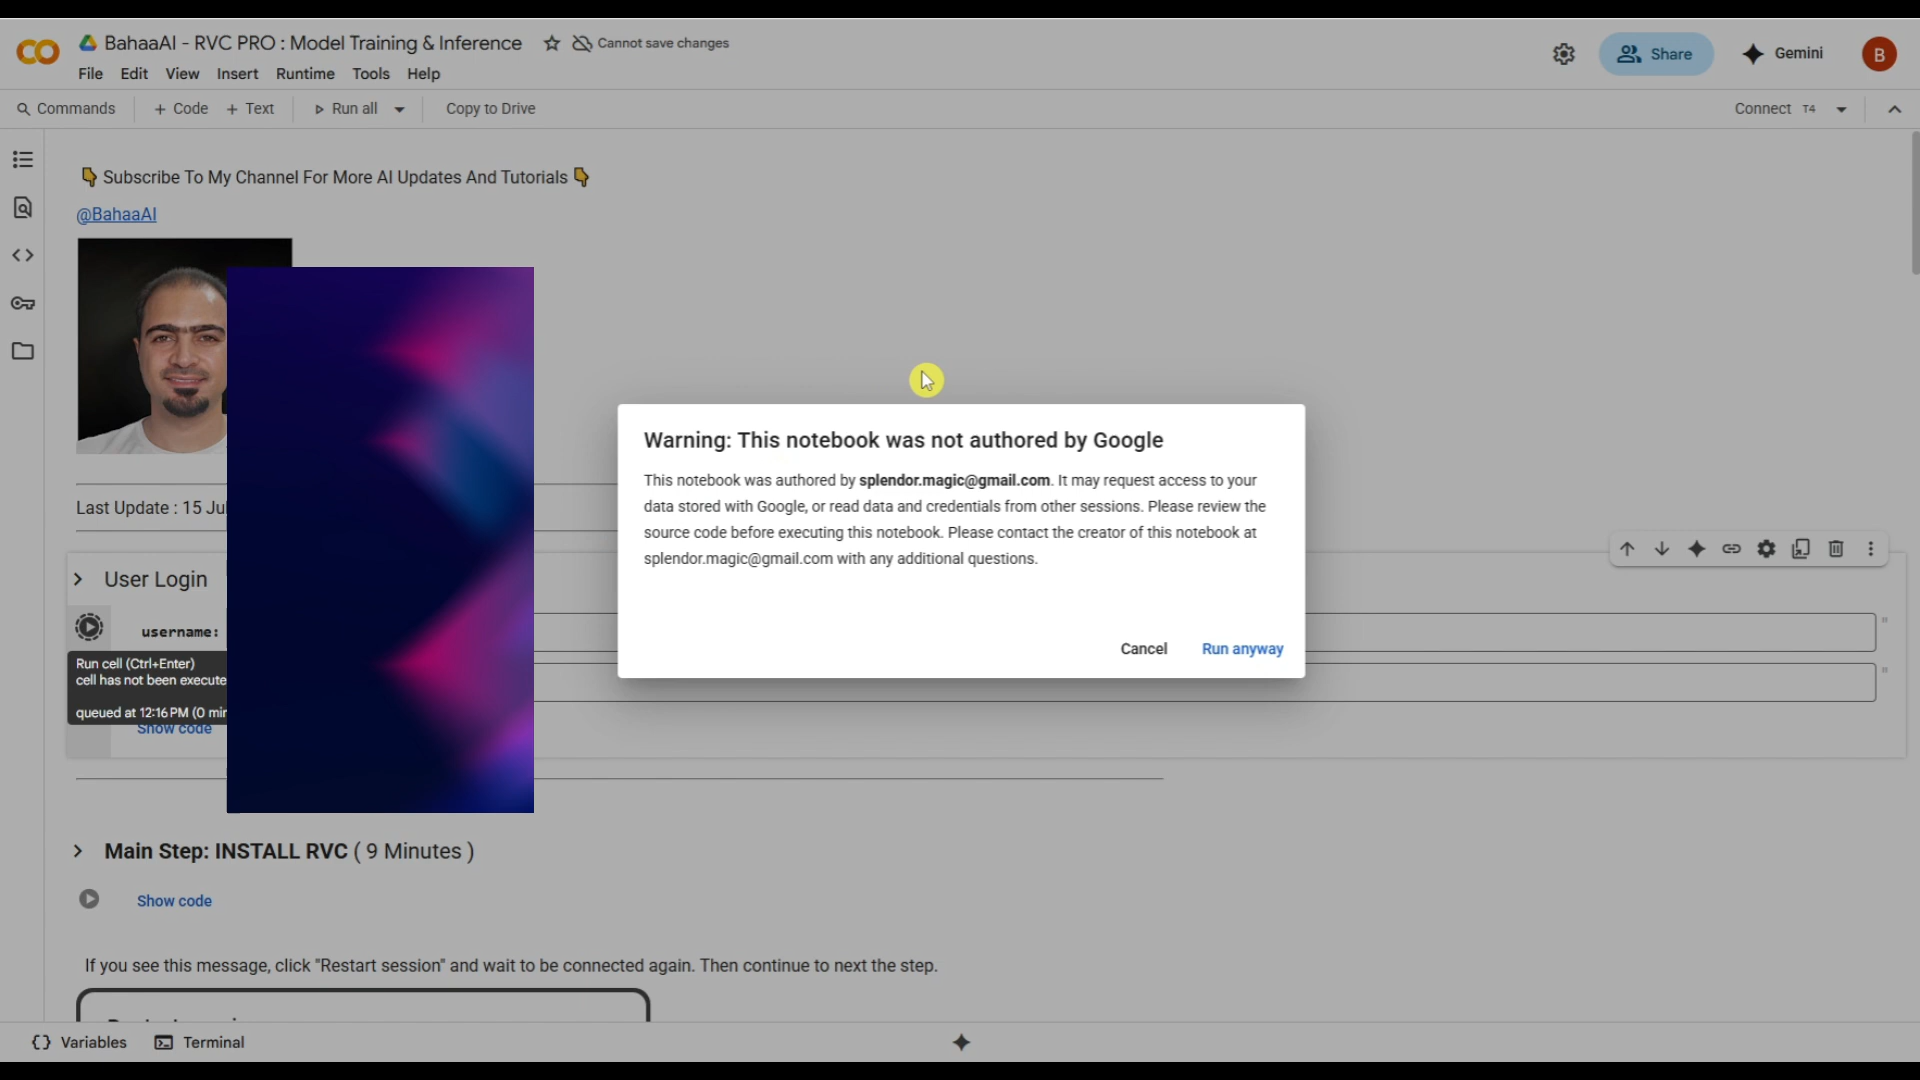 BahaaAI - RVC PRO : Model Training & Inference
Cannot save changes
File Edit View Insert Runtime Tools Help
Share
Gemini
B
Commands
+ Code + Text
Run all
Copy to Drive
Connect T4
👇 Subscribe To My Channel For More AI Updates And Tutorials 👇
@BahaaAI
Last Update : 15
User Login
username:
"
"
Run cell (Ctrl+Enter)
cell has not been
queued at 12:16 PM (0
Show code
Warning: This notebook was not authored by Google
This notebook was authored by splendor.magic@gmail.com. It may request access to your
data stored with Google, or read data and credentials from other sessions. Please review the
source code before executing this notebook. Please contact the creator of this notebook at
splendor.magic@gmail.com with any additional questions.
Cancel
Run anyway
Main Step: INSTALL RVC ( 9 Minutes )
Show code
If you see this message, click "Restart session" and wait to be connected again. Then continue to next the step.
Variables
Terminal